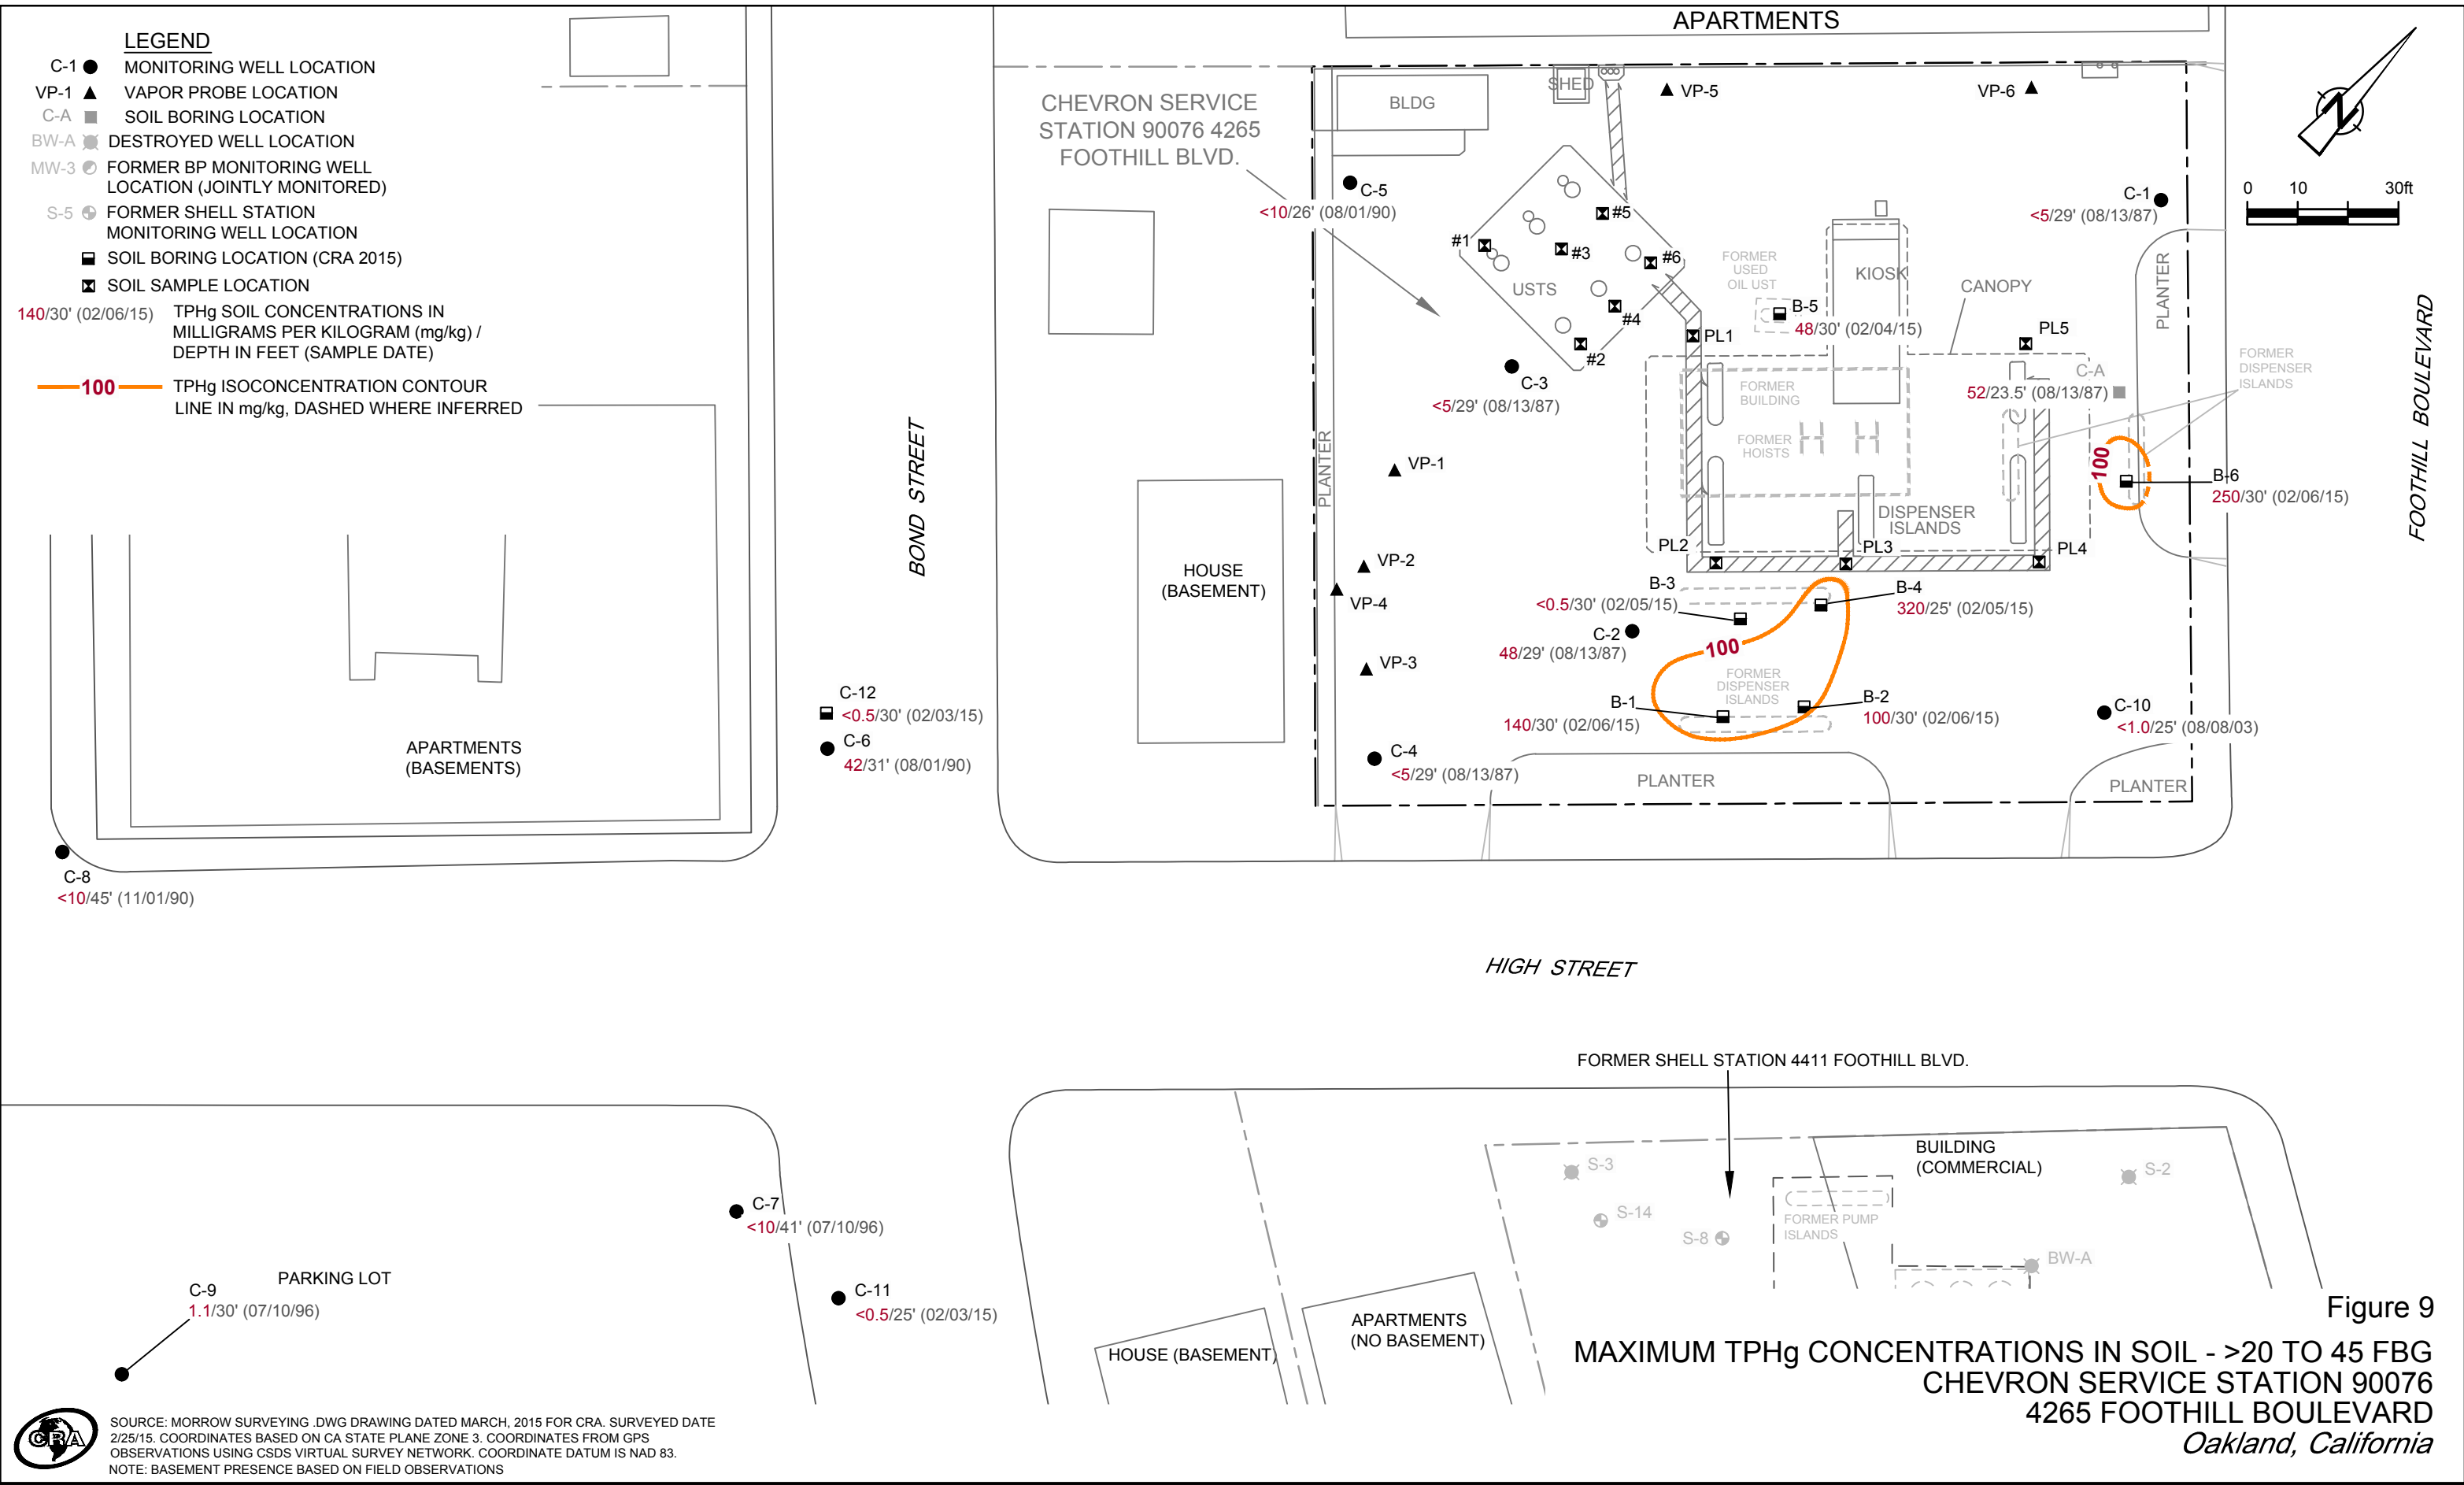 LEGEND
C-1 MONITORING WELL LOCATION
VP-1 VAPOR PROBE LOCATION
C-A SOIL BORING LOCATION
BW-A DESTROYED WELL LOCATION
MW-3 FORMER BP MONITORING WELL
LOCATION (JOINTLY MONITORED)
S-5 FORMER SHELL STATION
MONITORING WELL LOCATION
SOIL BORING LOCATION (CRA 2015)
SOIL SAMPLE LOCATION
140/30' (02/06/15) TPHg SOIL CONCENTRATIONS IN
MILLIGRAMS PER KILOGRAM (mg/kg) /
DEPTH IN FEET (SAMPLE DATE)
100 TPHg ISOCONCENTRATION CONTOUR
LINE IN mg/kg, DASHED WHERE INFERRED
APARTMENTS
CHEVRON SERVICE
STATION 90076 4265
FOOTHILL BLVD.
BLDG
SHED
VP-5
VP-6
N
0 10 30ft
C-5
<10/26' (08/01/90)
C-1
<5/29' (08/13/87)
#5
#1
#3
#6
USTS
#4
#2
FORMER
USED
OIL UST
KIOSK
CANOPY
PLANTER
B-5
48/30' (02/04/15)
PL1
PL5
C-3
<5/29' (08/13/87)
FORMER
BUILDING
C-A
52/23.5' (08/13/87)
FORMER
DISPENSER
ISLANDS
FOOTHILL BOULEVARD
FORMER
HOISTS
BOND STREET
PLANTER
VP-1
100
B-6
250/30' (02/06/15)
DISPENSER
ISLANDS
PL2
PL3
PL4
HOUSE
(BASEMENT)
VP-2
VP-4
VP-3
B-3
<0.5/30' (02/05/15)
B-4
320/25' (02/05/15)
C-2
48/29' (08/13/87)
100
FORMER
DISPENSER
ISLANDS
B-1
140/30' (02/06/15)
B-2
100/30' (02/06/15)
C-10
<1.0/25' (08/08/03)
C-12
<0.5/30' (02/03/15)
C-6
42/31' (08/01/90)
C-4
<5/29' (08/13/87)
PLANTER
PLANTER
APARTMENTS
(BASEMENTS)
C-8
<10/45' (11/01/90)
HIGH STREET
FORMER SHELL STATION 4411 FOOTHILL BLVD.
BUILDING
(COMMERCIAL)
S-3
S-2
S-14
S-8
FORMER PUMP
ISLANDS
BW-A
C-7
<10/41' (07/10/96)
PARKING LOT
C-9
1.1/30' (07/10/96)
C-11
<0.5/25' (02/03/15)
HOUSE (BASEMENT)
APARTMENTS
(NO BASEMENT)
Figure 9
MAXIMUM TPHg CONCENTRATIONS IN SOIL - >20 TO 45 FBG
CHEVRON SERVICE STATION 90076
4265 FOOTHILL BOULEVARD
Oakland, California
CRA
SOURCE: MORROW SURVEYING .DWG DRAWING DATED MARCH, 2015 FOR CRA. SURVEYED DATE
2/25/15. COORDINATES BASED ON CA STATE PLANE ZONE 3. COORDINATES FROM GPS
OBSERVATIONS USING CSDS VIRTUAL SURVEY NETWORK. COORDINATE DATUM IS NAD 83.
NOTE: BASEMENT PRESENCE BASED ON FIELD OBSERVATIONS